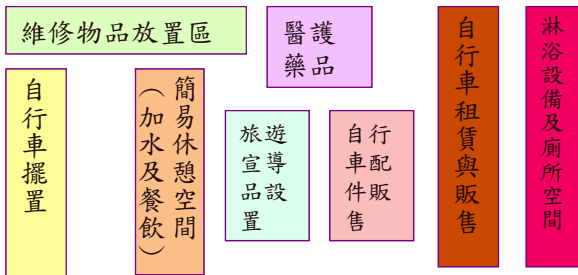 維修物品放置區
醫護
藥品
自行車擺置
簡易休憩空間
（加水及餐飲）
旅遊
宣導
品設
置
自行
車配
件販
售
自行車租賃與販售
淋浴設備及廁所空間